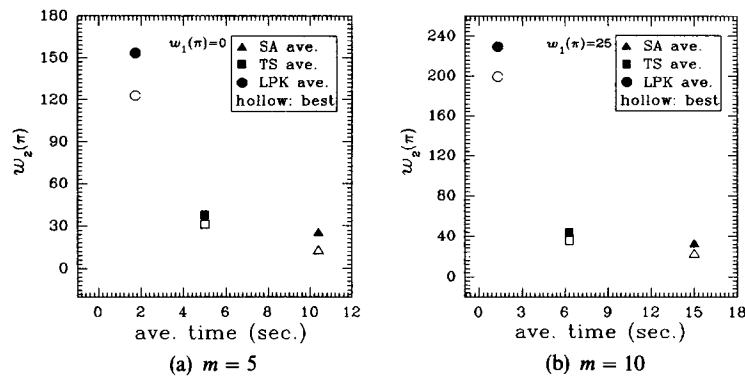 180
150
120
90
60
30
0
w₂(π)
w₁(π)=0
SA ave.
TS ave.
LPK ave.
hollow: best
0 2 4 6 8 10 12
ave. time (sec.)
(a) m = 5
240
200
160
120
80
40
0
w₂(π)
w₁(π)=25
SA ave.
TS ave.
LPK ave.
hollow: best
0 3 6 9 12 15 18
ave. time (sec.)
(b) m = 10